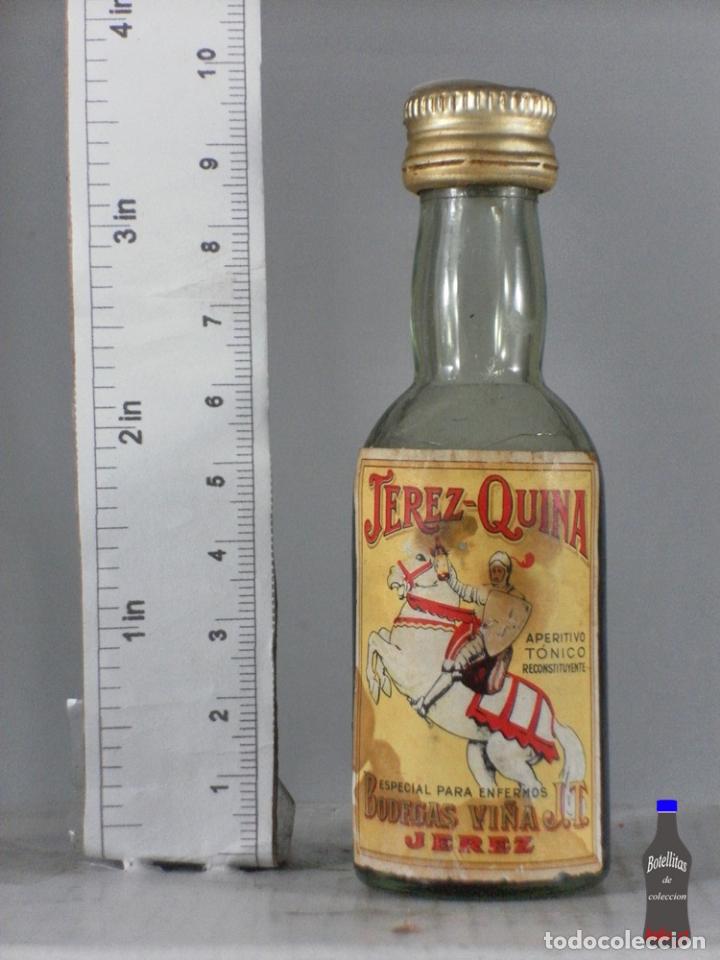 4 in
3 in
2 in
1 in
10
9
8
7
6
5
4
3
2
1
JEREZ-QUINA
APERITIVO
TÓNICO
RECONSTITUYENTE
ESPECIAL PARA ENFERMOS
BODEGAS VIÑA J.T.
JEREZ
Botellitas
de
coleccion
todocoleccion